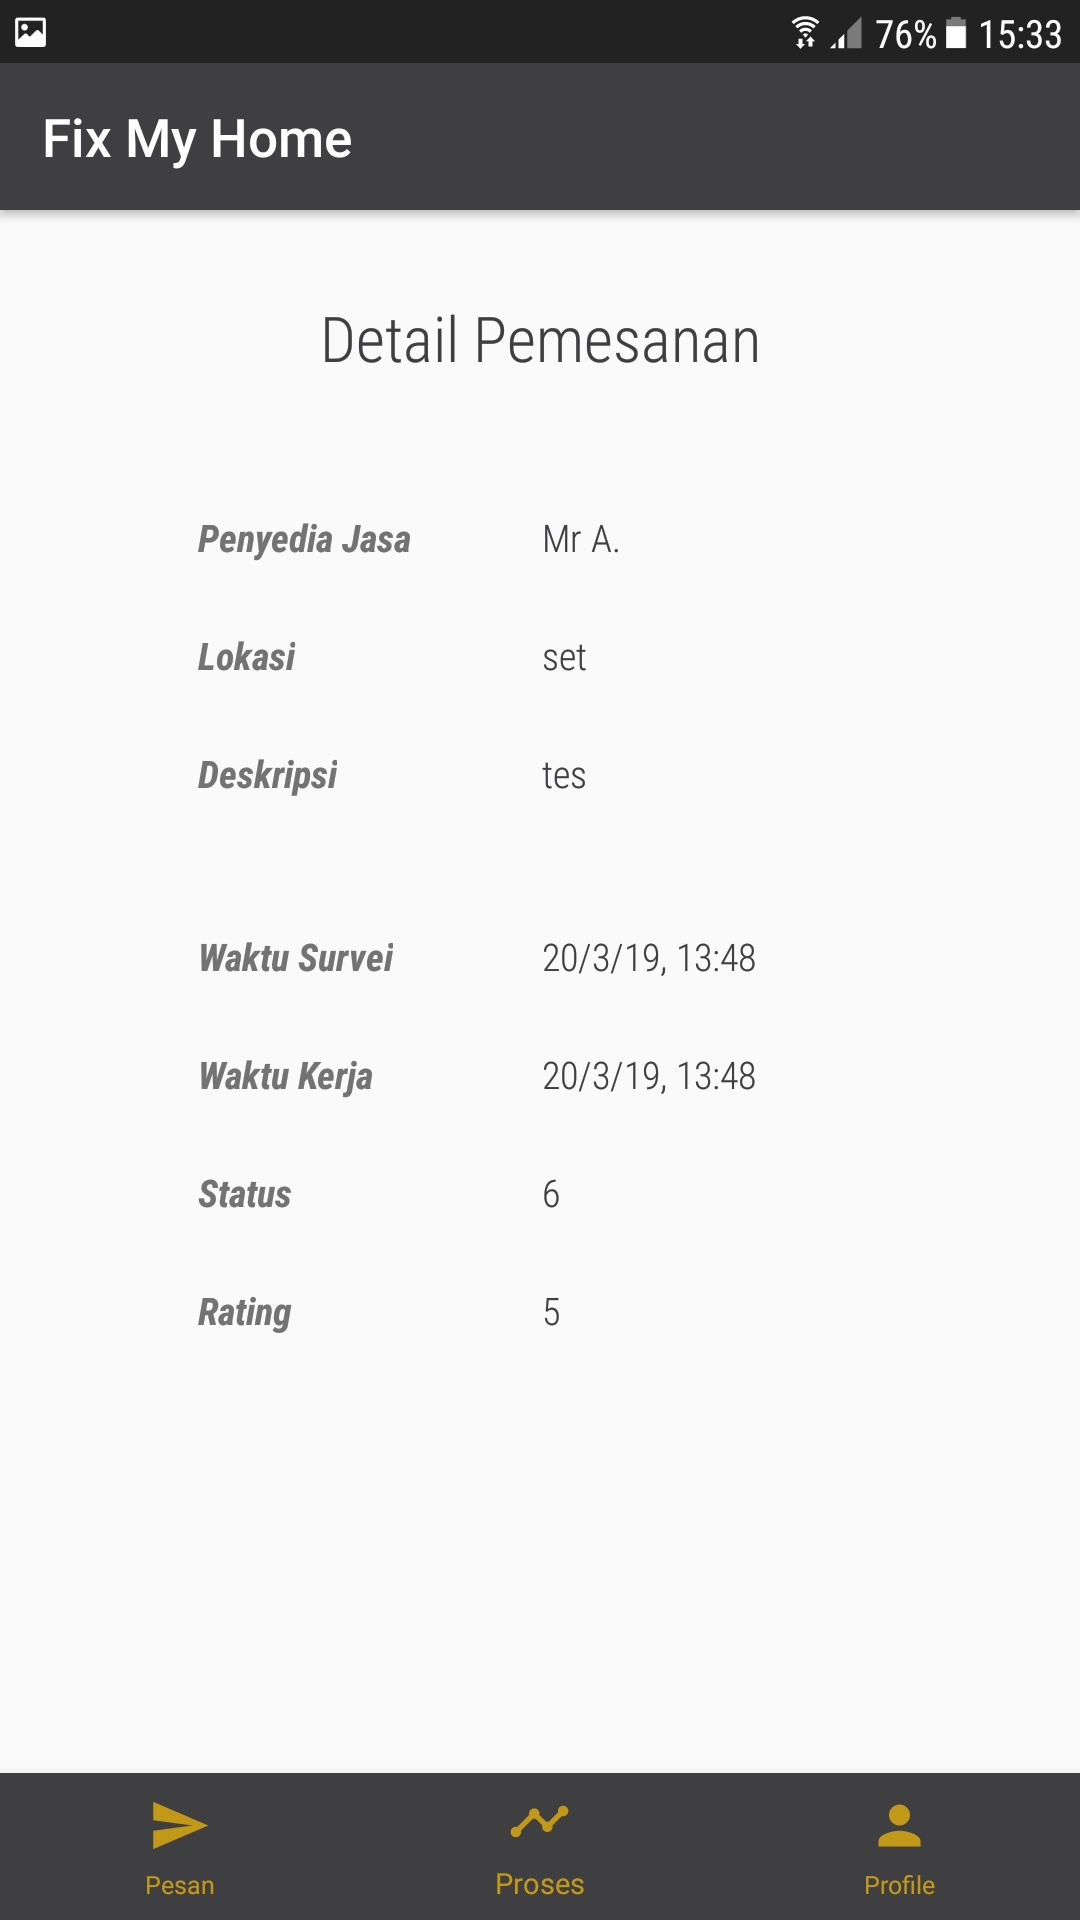 76% 15:33
Fix My Home
Detail Pemesanan
Penyedia Jasa Mr A.
Lokasi set
Deskripsi tes
Waktu Survei 20/3/19, 13:48
Waktu Kerja 20/3/19, 13:48
Status 6
Rating 5
Pesan Proses Profile